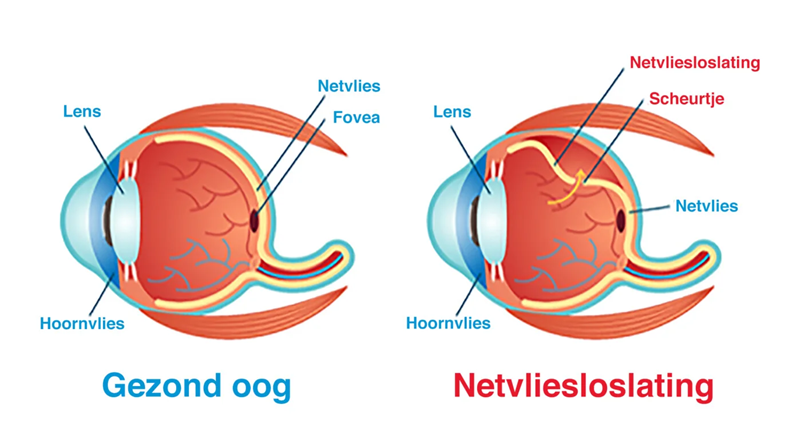 Netvlies
Lens
Fovea
Hoornvlies
Gezond oog
Netvliesloslating
Scheurtje
Lens
Netvlies
Hoornvlies
Netvliesloslating